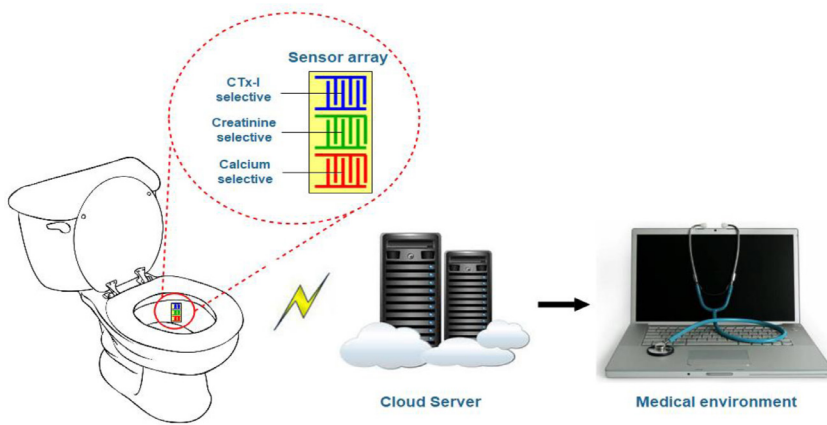 Sensor array
CTx-I
selective
Creatinine
selective
Calcium
selective
Cloud Server
Medical environment